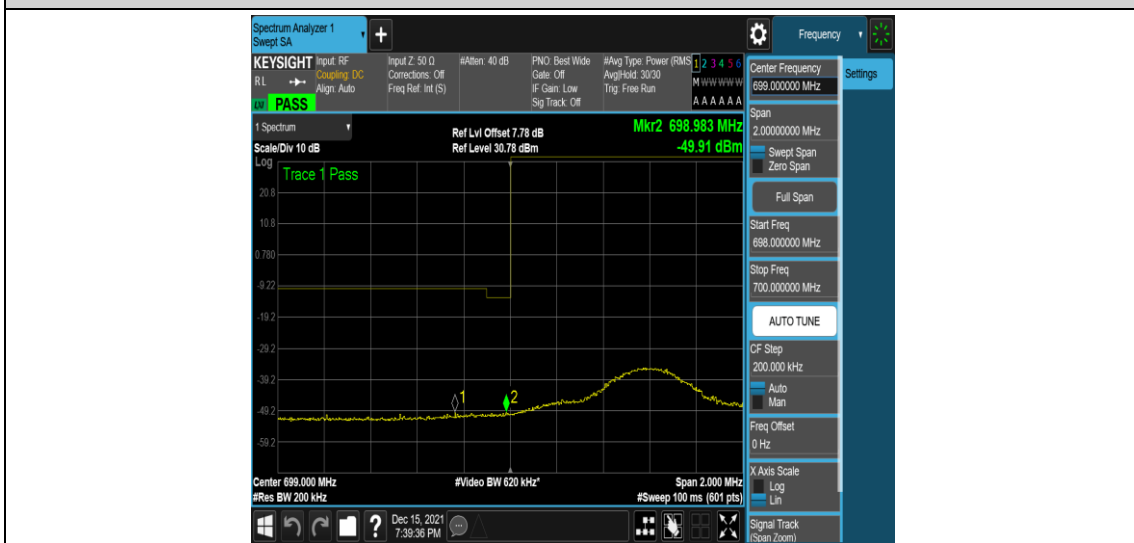 Spectrum Analyzer 1
Swept SA
+
Frequency
KEYSIGHT
RL
LXI PASS
Input: RF
Coupling: DC
Align: Auto
Input Z: 50 Ω
Corrections: Off
Freq Ref: Int (S)
#Atten: 40 dB
PNO: Best Wide
Gate: Off
IF Gain: Low
Sig Track: Off
#Avg Type: Power (RMS
Avg|Hold: 30/30
Trig: Free Run
1 2 3 4 5 6
M W W W W W
A A A A A A
1 Spectrum
Scale/Div 10 dB
Ref Lvl Offset 7.78 dB
Ref Level 30.78 dBm
Mkr2 698.983 MHz
-49.91 dBm
Log
Trace 1 Pass
20.8
10.8
0.780
-9.22
-19.2
-29.2
-39.2
-49.2
-59.2
1
2
Center 699.000 MHz
#Res BW 200 kHz
#Video BW 620 kHz*
Span 2.000 MHz
#Sweep 100 ms (601 pts)
Center Frequency
699.000000 MHz
Settings
Span
2.00000000 MHz
Swept Span
Zero Span
Full Span
Start Freq
698.000000 MHz
Stop Freq
700.000000 MHz
AUTO TUNE
CF Step
200.000 kHz
Auto
Man
Freq Offset
0 Hz
X Axis Scale
Log
Lin
Signal Track
(Span Zoom)
?
Dec 15, 2021
7:39:36 PM